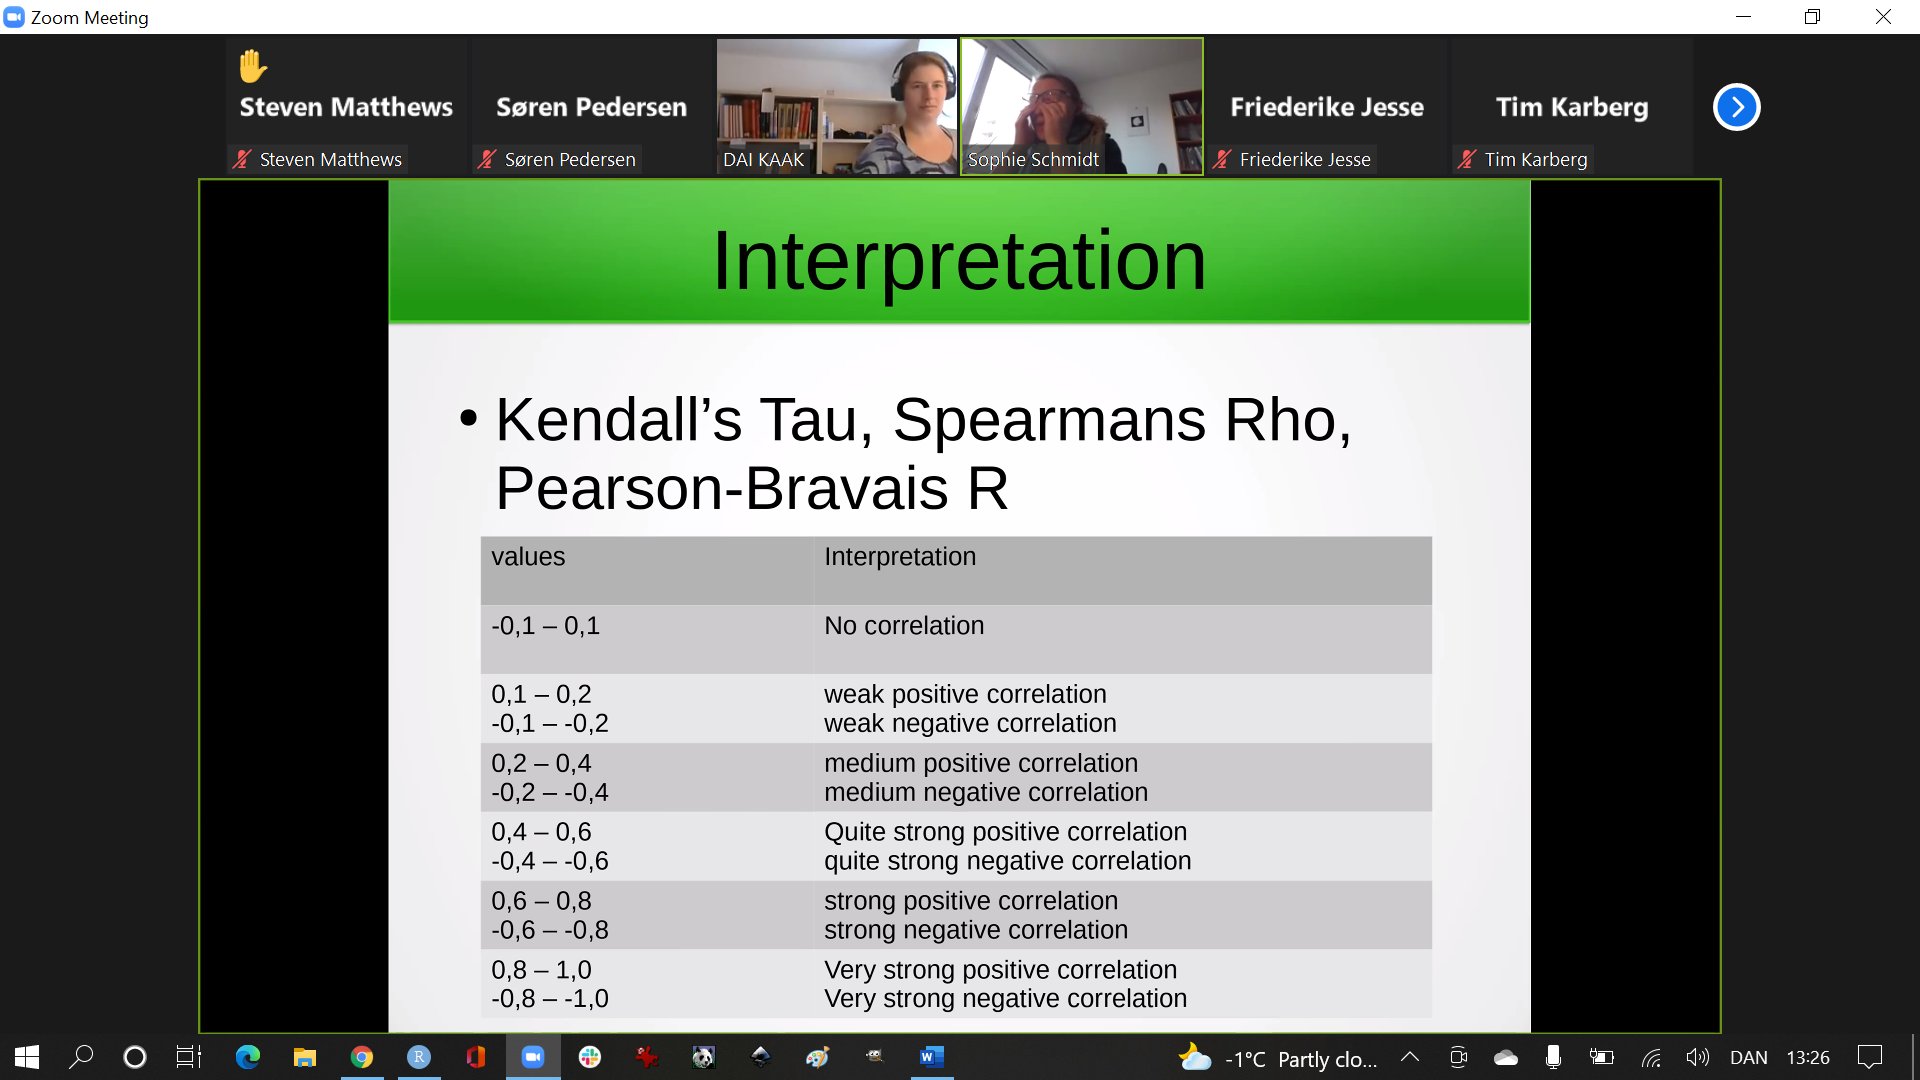 Zoom Meeting
Steven Matthews
Søren Pedersen
Friederike Jesse
Tim Karberg
Steven Matthews
Søren Pedersen
DAI KAAK
Sophie Schmidt
Friederike Jesse
Tim Karberg
Interpretation
• Kendall’s Tau, Spearmans Rho,
Pearson-Bravais R
values Interpretation
-0,1 – 0,1 No correlation
0,1 – 0,2 weak positive correlation
-0,1 – -0,2 weak negative correlation
0,2 – 0,4 medium positive correlation
-0,2 – -0,4 medium negative correlation
0,4 – 0,6 Quite strong positive correlation
-0,4 – -0,6 quite strong negative correlation
0,6 – 0,8 strong positive correlation
-0,6 – -0,8 strong negative correlation
0,8 – 1,0 Very strong positive correlation
-0,8 – -1,0 Very strong negative correlation
-1°C Partly clo... DAN 13:26